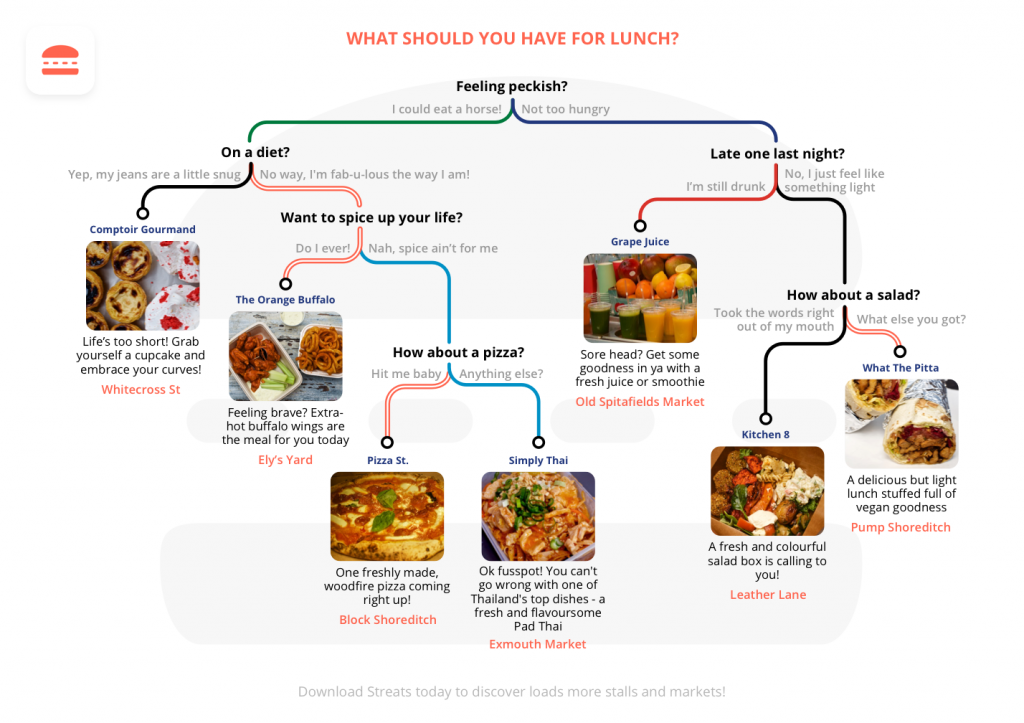 WHAT SHOULD YOU HAVE FOR LUNCH?
Feeling peckish?
I could eat a horse!
Not too hungry
On a diet?
Yep, my jeans are a little snug
No way, I'm fab-u-lous the way I am!
Comptoir Gourmand
Life's too short! Grab
yourself a cupcake and
embrace your curves!
Whitecross St
Want to spice up your life?
Do I ever!
Nah, spice ain't for me
The Orange Buffalo
Feeling brave? Extra-
hot buffalo wings are
the meal for you today
Ely's Yard
How about a pizza?
Hit me baby
Anything else?
Pizza St.
One freshly made,
woodfire pizza coming
right up!
Block Shoreditch
Simply Thai
Ok fusspot! You can't
go wrong with one of
Thailand's top dishes - a
fresh and flavoursome
Pad Thai
Exmouth Market
Late one last night?
I'm still drunk
No, I just feel like
something light
Grape Juice
Sore head? Get some
goodness in ya with a
fresh juice or smoothie
Old Spitafields Market
How about a salad?
Took the words right
out of my mouth
What else you got?
Kitchen 8
A fresh and colourful
salad box is calling to
you!
Leather Lane
What The Pitta
A delicious but light
lunch stuffed full of
vegan goodness
Pump Shoreditch
Download Streats today to discover loads more stalls and markets!